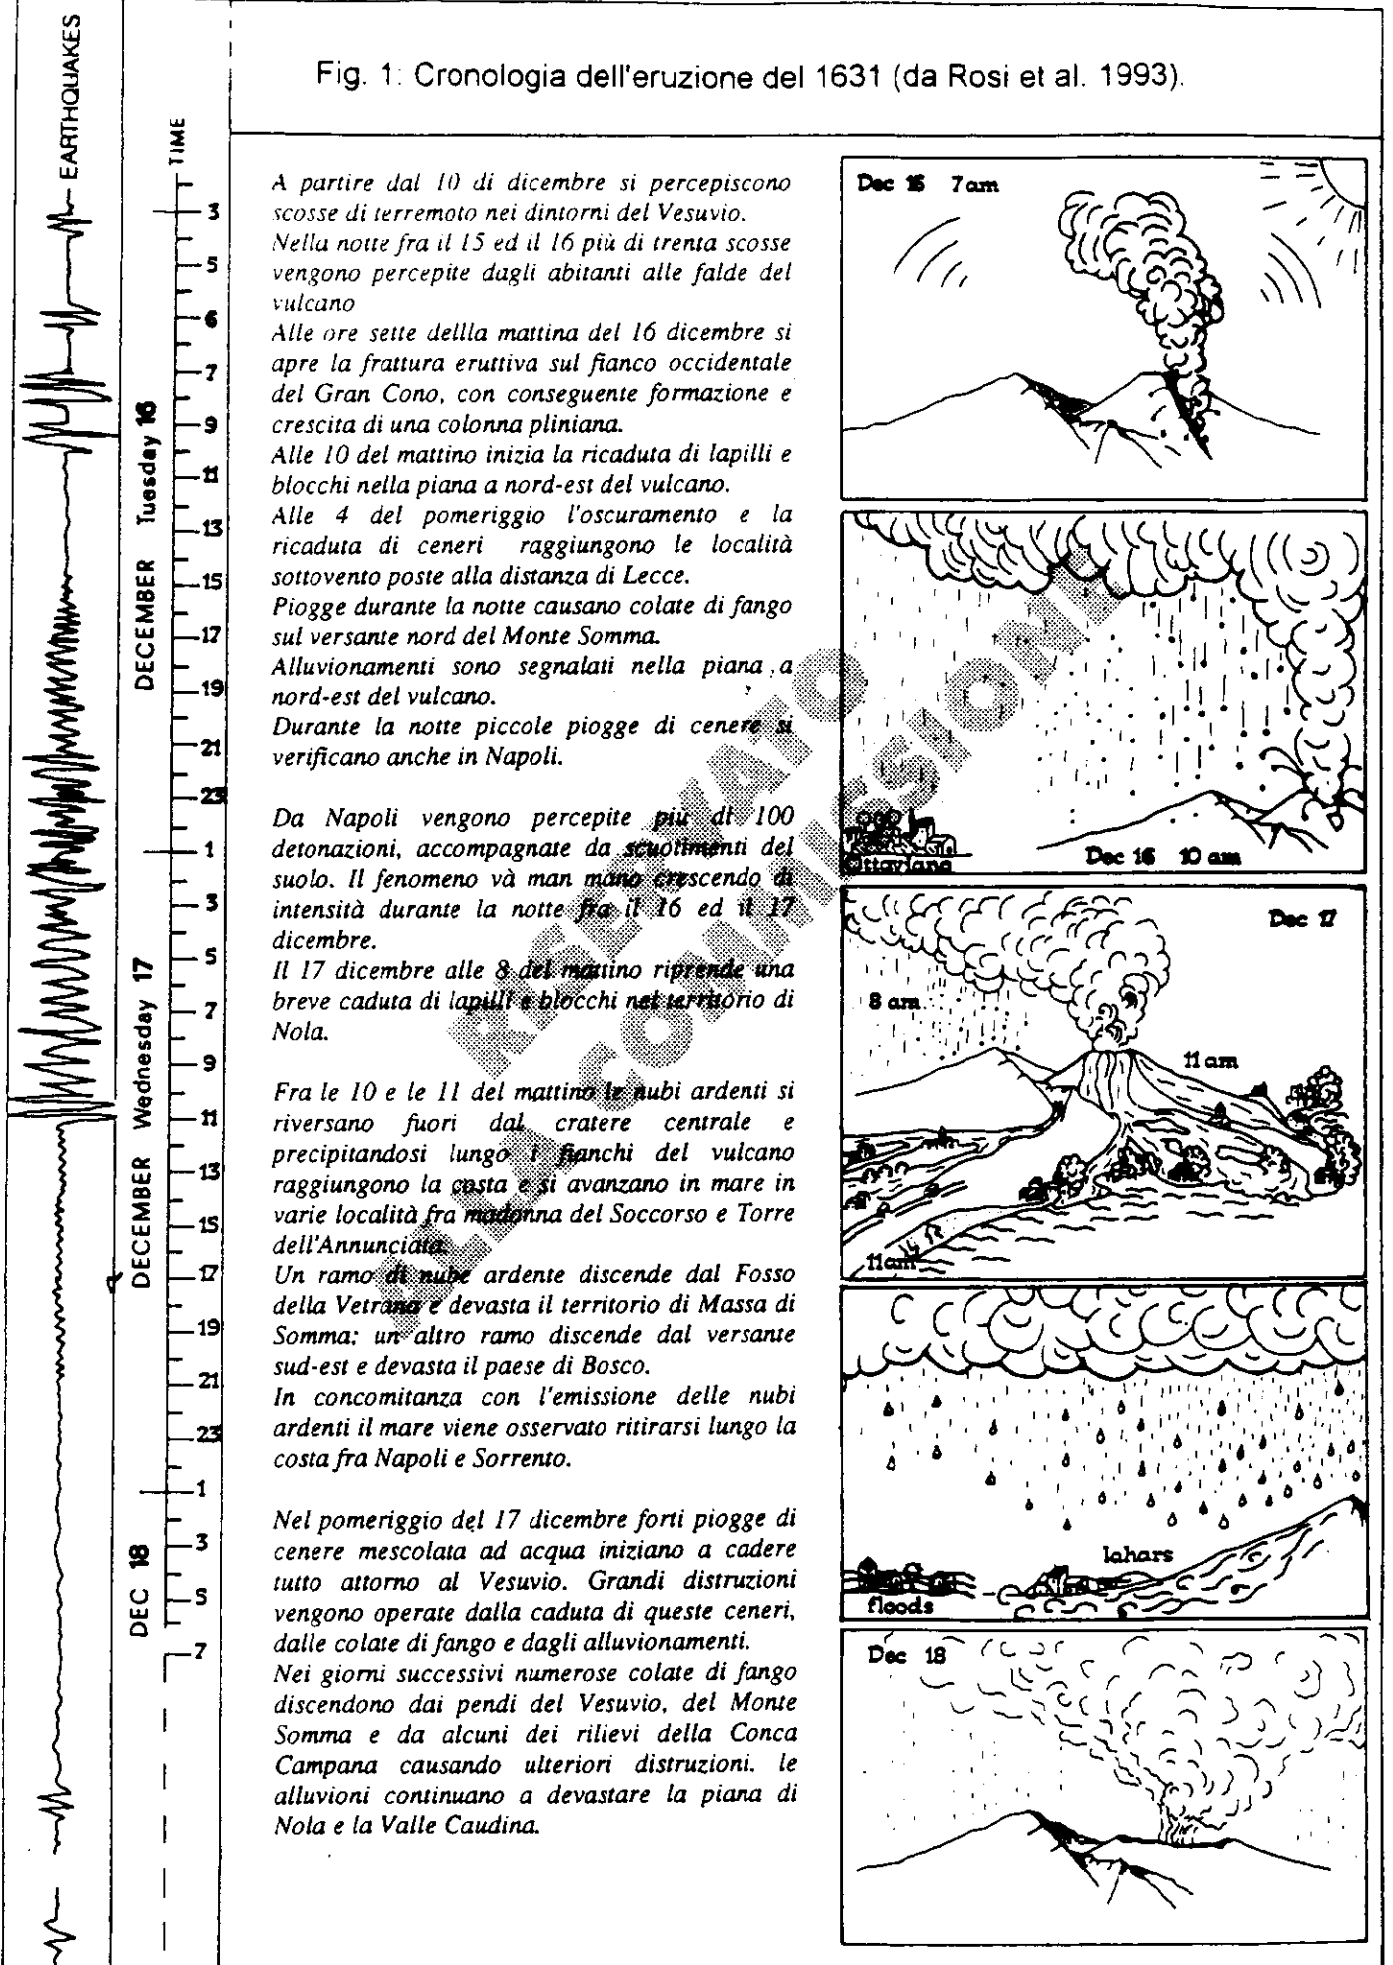 Fig. 1: Cronologia dell'eruzione del 1631 (da Rosi et al. 1993).
EARTHQUAKES
TIME
DECEMBER Tuesday 16
DECEMBER Wednesday 17
DEC 18
3
5
6
7
9
11
13
15
17
19
21
23
1
3
5
7
9
11
13
15
17
19
21
23
1
3
5
7
A partire dal 10 di dicembre si percepiscono
scosse di terremoto nei dintorni del Vesuvio.
Nella notte fra il 15 ed il 16 più di trenta scosse
vengono percepite dagli abitanti alle falde del
vulcano
Alle ore sette dellla mattina del 16 dicembre si
apre la frattura eruttiva sul fianco occidentale
del Gran Cono, con conseguente formazione e
crescita di una colonna pliniana.
Alle 10 del mattino inizia la ricaduta di lapilli e
blocchi nella piana a nord-est del vulcano.
Alle 4 del pomeriggio l'oscuramento e la
ricaduta di ceneri raggiungono le località
sottovento poste alla distanza di Lecce.
Piogge durante la notte causano colate di fango
sul versante nord del Monte Somma.
Alluvionamenti sono segnalati nella piana a
nord-est del vulcano.
Durante la notte piccole piogge di cenere si
verificano anche in Napoli.
Da Napoli vengono percepite più di 100
detonazioni, accompagnate da scuotimenti del
suolo. Il fenomeno và man mano crescendo di
intensità durante la notte fra il 16 ed il 17
dicembre.
Il 17 dicembre alle 8 del mattino riprende una
breve caduta di lapilli e blocchi nel territorio di
Nola.
Fra le 10 e le 11 del mattino le nubi ardenti si
riversano fuori dal cratere centrale e
precipitandosi lungo i fianchi del vulcano
raggiungono la costa e si avanzano in mare in
varie località fra madonna del Soccorso e Torre
dell'Annunciata.
Un ramo di nube ardente discende dal Fosso
della Vetrana e devasta il territorio di Massa di
Somma; un altro ramo discende dal versante
sud-est e devasta il paese di Bosco.
In concomitanza con l'emissione delle nubi
ardenti il mare viene osservato ritirarsi lungo la
costa fra Napoli e Sorrento.
Nel pomeriggio del 17 dicembre forti piogge di
cenere mescolata ad acqua iniziano a cadere
tutto attorno al Vesuvio. Grandi distruzioni
vengono operate dalla caduta di queste ceneri,
dalle colate di fango e dagli alluvionamenti.
Nei giorni successivi numerose colate di fango
discendono dai pendi del Vesuvio, del Monte
Somma e da alcuni dei rilievi della Conca
Campana causando ulteriori distruzioni. le
alluvioni continuano a devastare la piana di
Nola e la Valle Caudina.
RISERVATO
ALLA COMMISSIONE
Dec 16 7am
Ottaviano
Dec 16 10 am
Dec 17
8 am
11 am
11am
lahars
floods
Dec 18